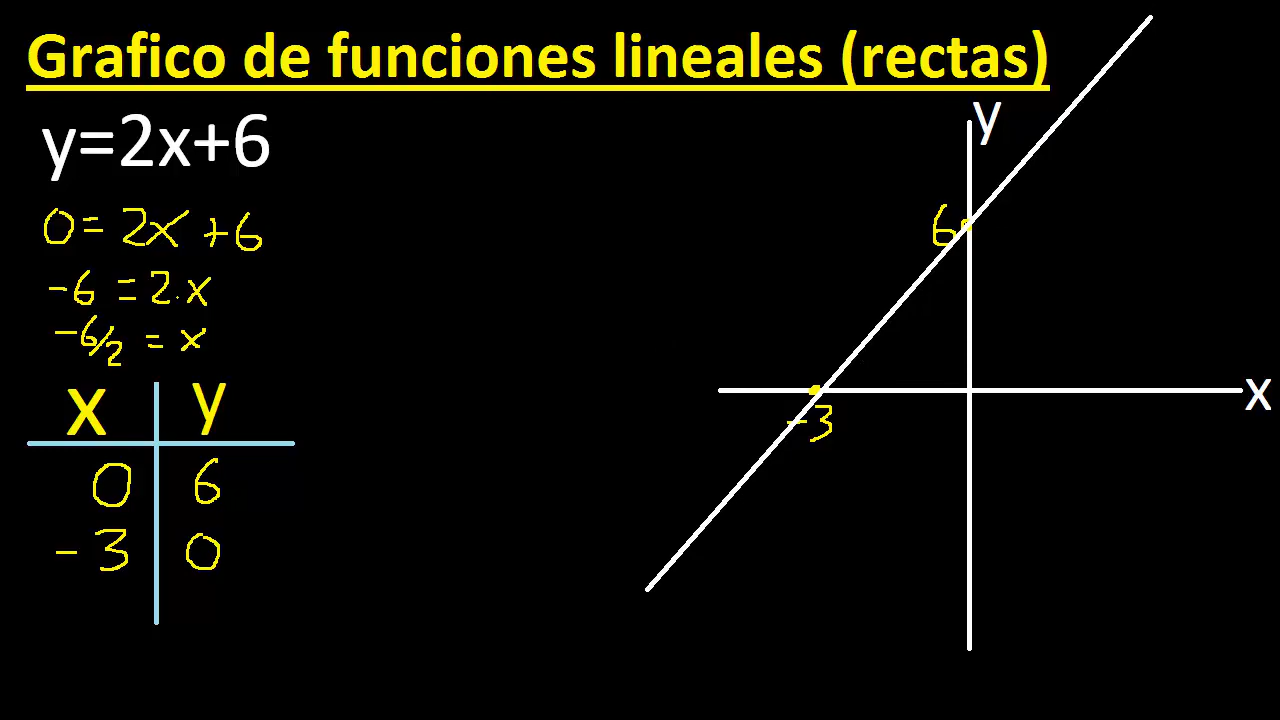 Grafico de funciones lineales (rectas)
y=2x+6
0=2x+6
-6=2.x
-6/2=x
x y
0 6
-3 0
y
6
x
-3